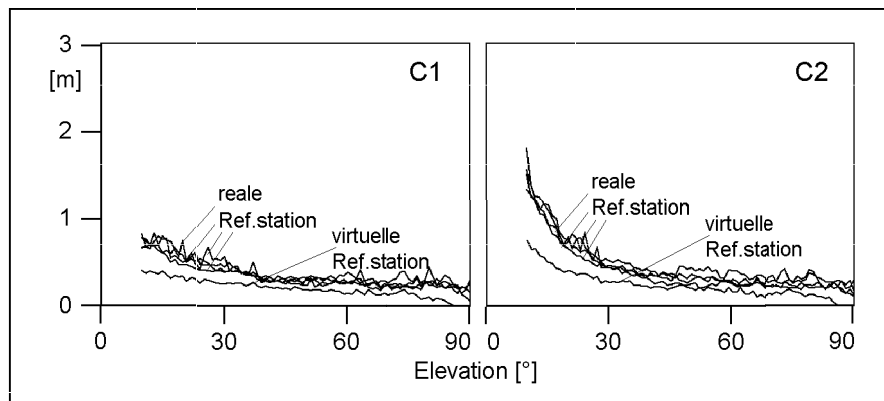 3
[m]
2
1
0
C1
reale
Ref.station
virtuelle
Ref.station
0
30
60
90
C2
reale
Ref.station
virtuelle
Ref.station
0
30
60
90
Elevation [°]